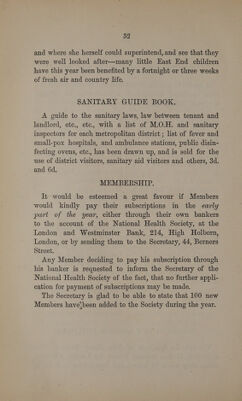 52
and where she herself could superintend, and see that they
were well looked after—many little East End children
have this year been benefited by a fortnight or three weeks
of fresh air and country life.
SANITARY GUIDE BOOK.
A guide to the sanitary laws, law between tenant and
landlord, etc., etc., with a list of M.O.H. and sanitary
inspectors for each metropolitan district; list of fever and
small-pox hospitals, and ambulance stations, public disin-
fecting ovens, etc., has been drawn up, and is sold for the
use of district visitors, sanitary aid visitors and others, 3d.
and 6d.
MEMBERSHIP.
It would be esteemed a great favour if Members
would kindly pay their subscriptions in the early
part of the year, either through their own bankers
to the account of the National Health Society, at the
London and Westminster Bank, 214, High Holborn,
London, or by sending them to the Secretary, 44, Berners
Street.
Any Member deciding to pay his subscription through
his banker is requested to inform the Secretary of the
National Health Society of the fact, that no further appli-
cation for payment of subscriptions may be made.
The Secretary is glad to be able to state that 100 new
Members have been added to the Society during the year.